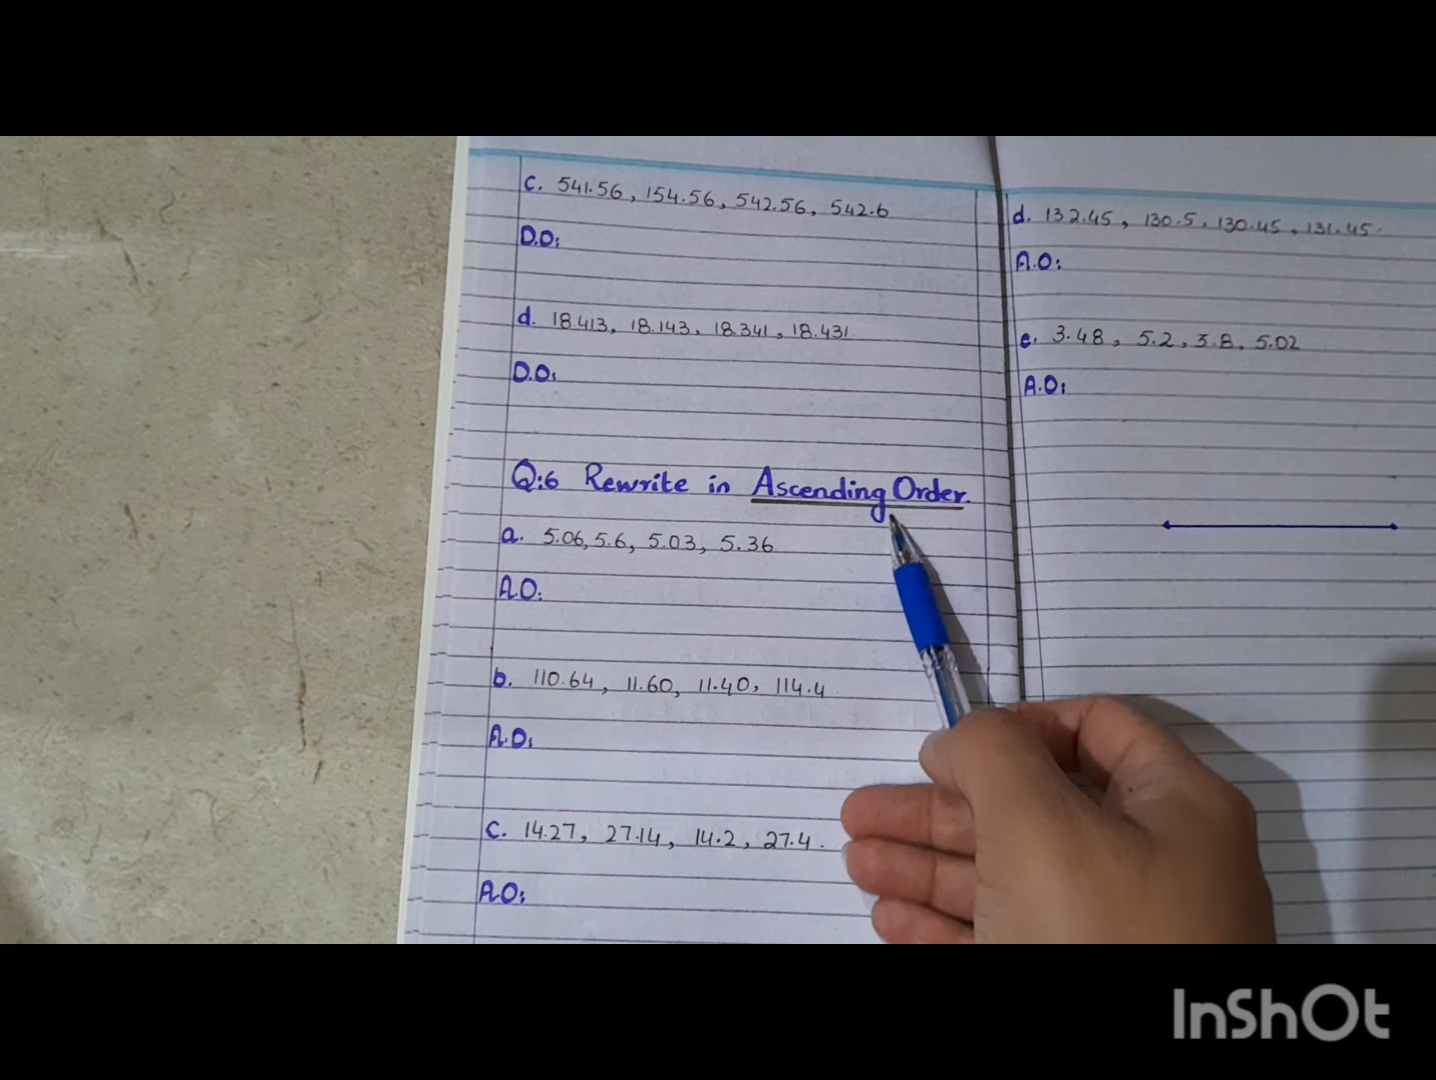 c. 541.56, 154.56, 542.56, 542.6
D.O:
d. 18.413, 18.143, 18.341, 18.431
D.O:
Q:6 Rewrite in Ascending Order.
a. 5.06, 5.6, 5.03, 5.36
A.O:
b. 110.64, 11.60, 11.40, 114.4
A.O:
c. 14.27, 27.14, 14.2, 27.4.
A.O:
d. 132.45, 130.5, 130.45, 131.45.
A.O:
e. 3.48, 5.2, 3.8, 5.02
A.O:
InShOt